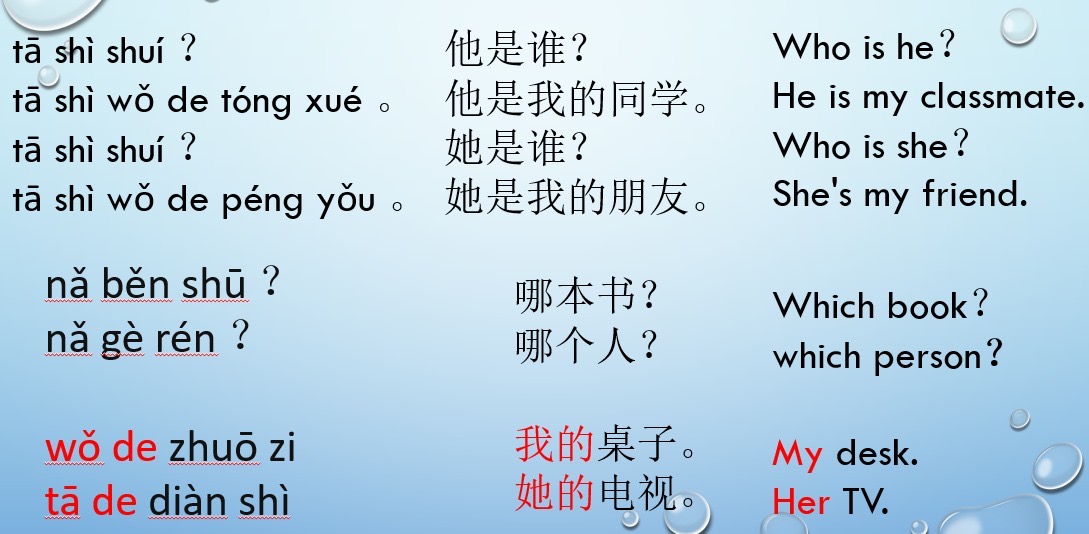 tā shì shuí ? 他是谁? Who is he?
tā shì wǒ de tóng xué 。 他是我的同学。 He is my classmate.
tā shì shuí ? 她是谁? Who is she?
tā shì wǒ de péng yǒu 。 她是我的朋友。 She's my friend.
nǎ běn shū ? 哪本书? Which book?
nǎ gè rén ? 哪个人? which person?
wǒ de zhuō zi 我的桌子。 My desk.
tā de diàn shì 她的电视。 Her TV.